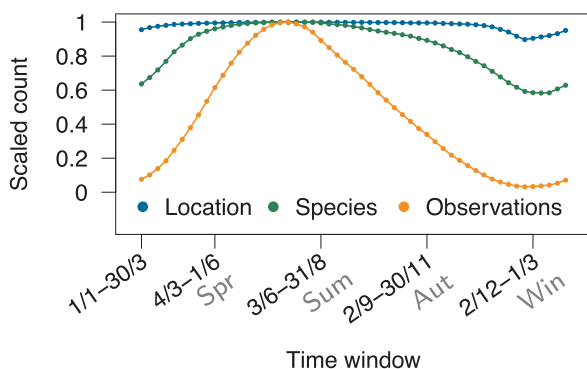 Scaled count
1
0.8
0.6
0.4
0.2
0
Location Species Observations
1/1–30/3
4/3–1/6
Spr
3/6–31/8
Sum
2/9–30/11
Aut
2/12–1/3
Win
Time window